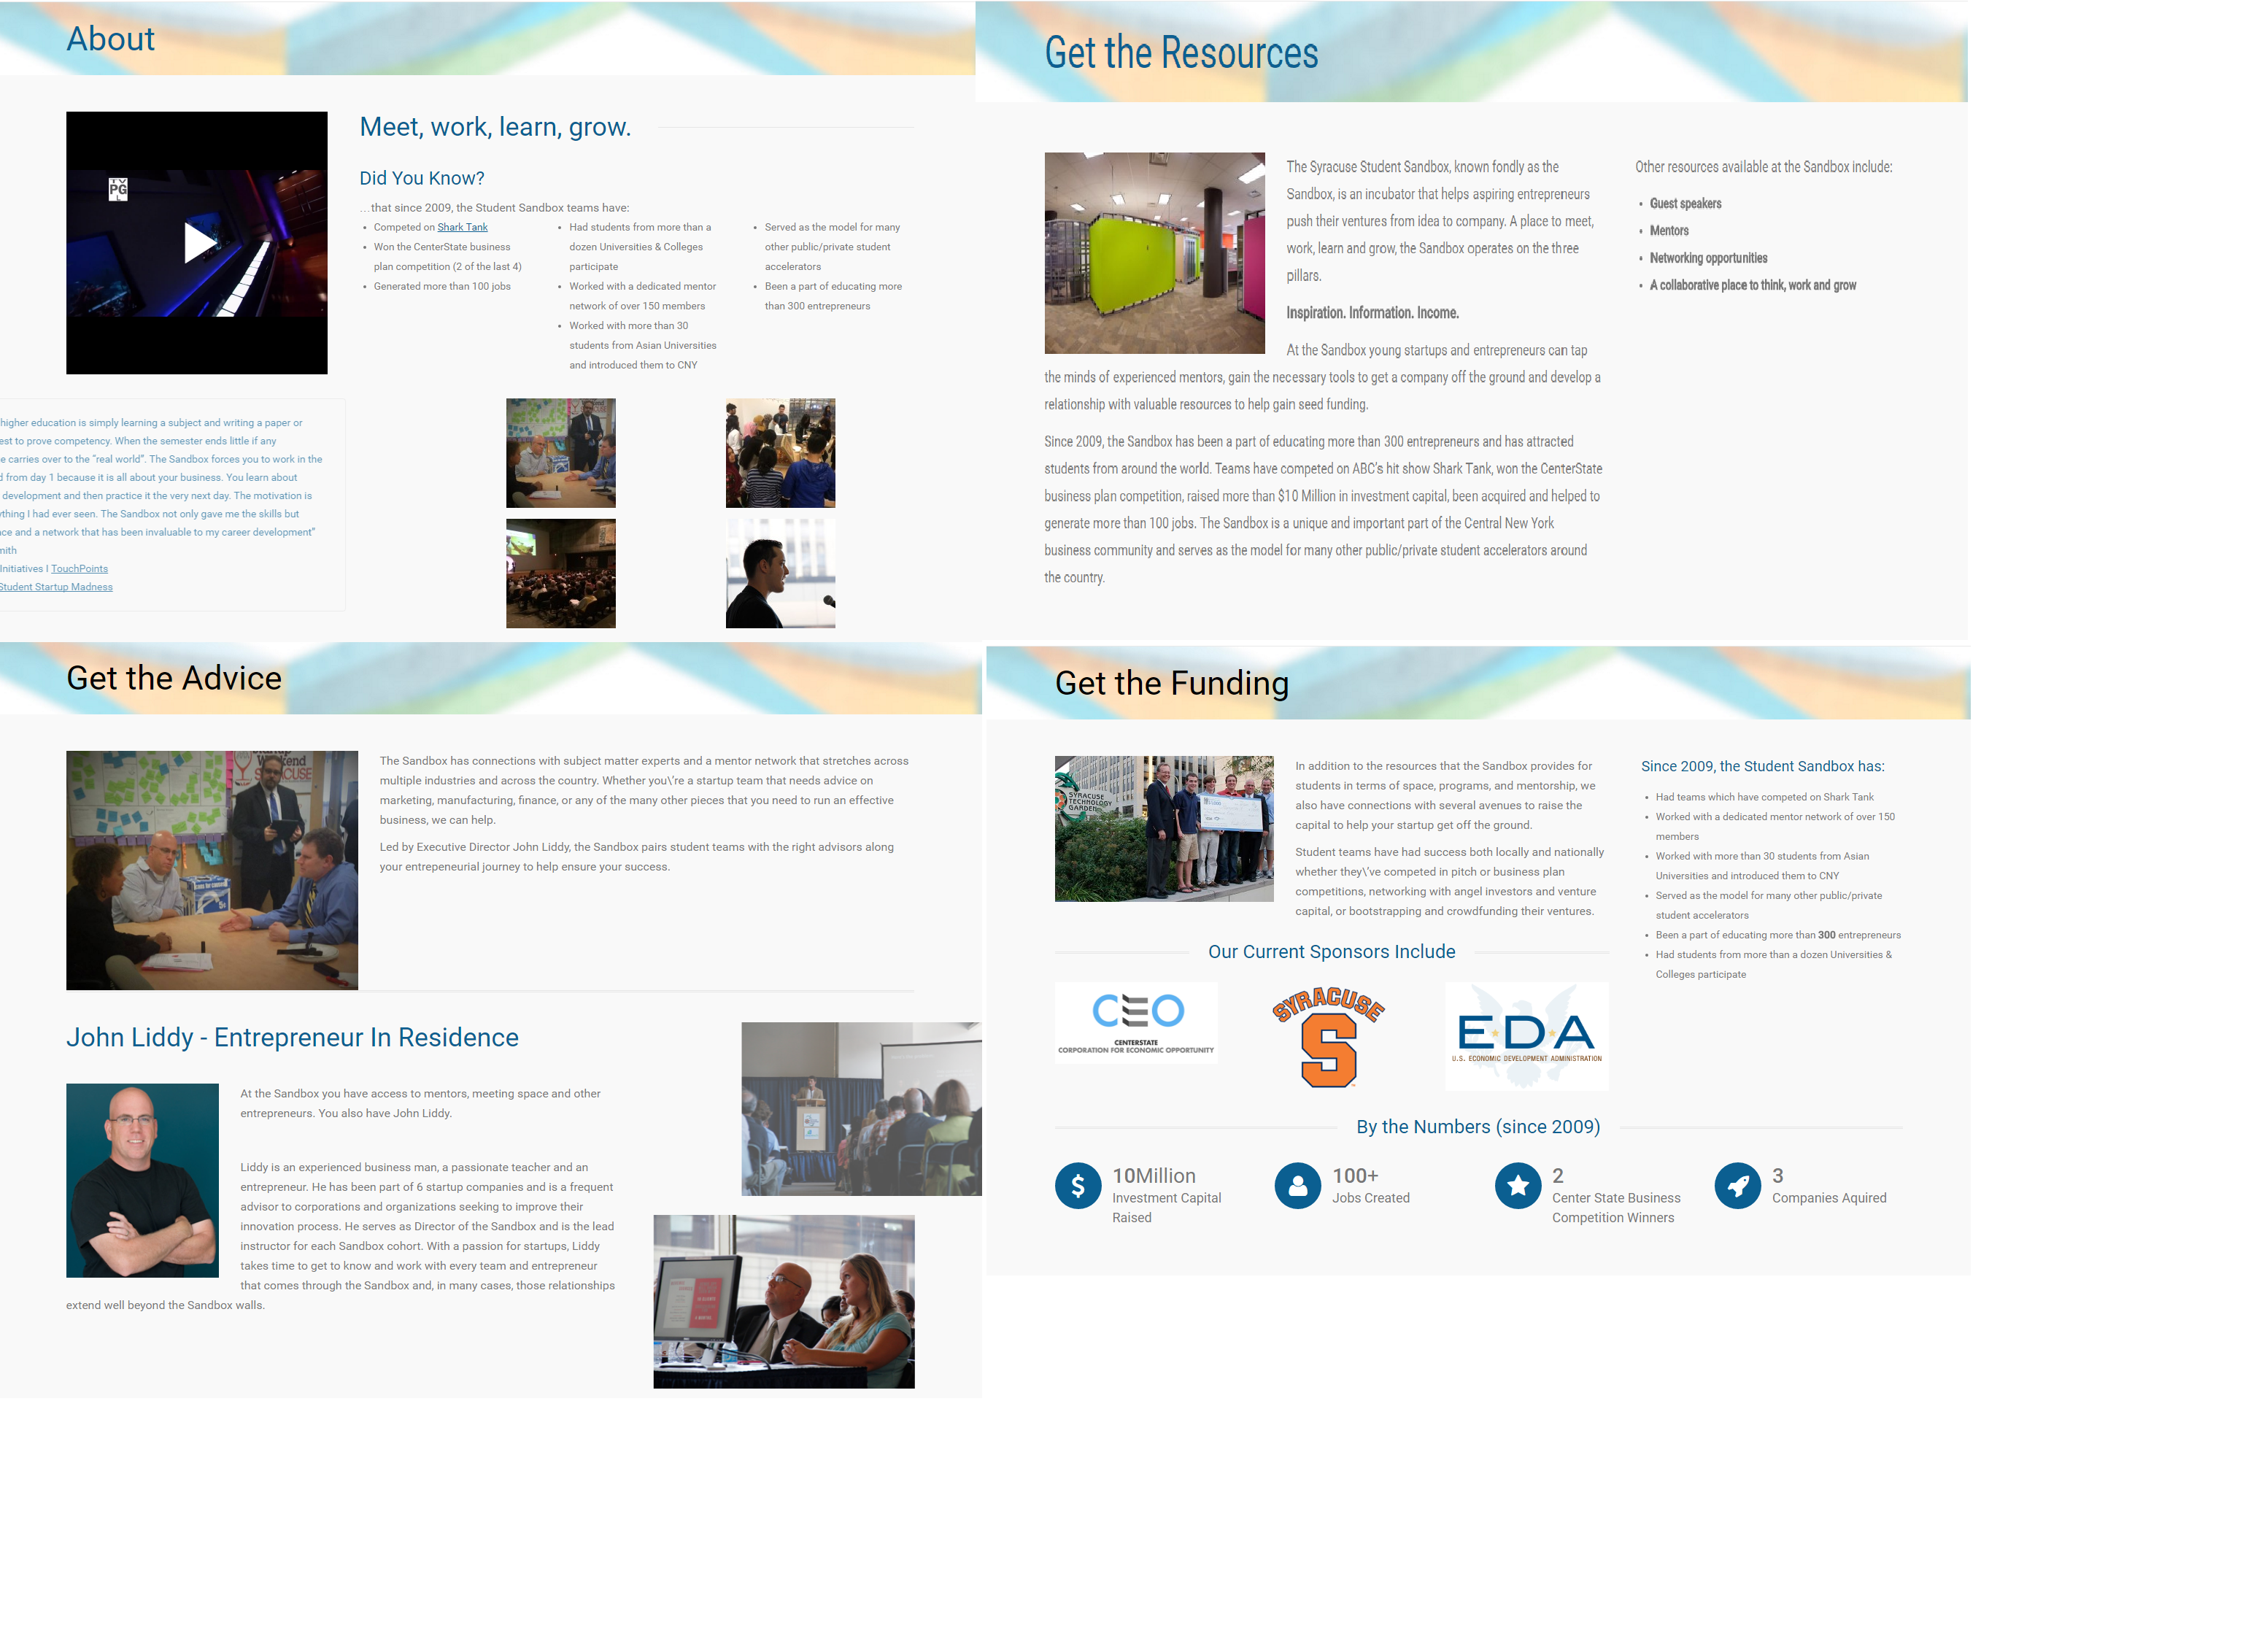 About
TV
PG
L
Meet, work, learn, grow.
Did You Know?
...that since 2009, the Student Sandbox teams have:
• Competed on Shark Tank
• Won the CenterState business
plan competition (2 of the last 4)
• Generated more than 100 jobs
• Had students from more than a
dozen Universities & Colleges
participate
• Worked with a dedicated mentor
network of over 150 members
• Worked with more than 30
students from Asian Universities
and introduced them to CNY
• Served as the model for many
other public/private student
accelerators
• Been a part of educating more
than 300 entrepreneurs
higher education is simply learning a subject and writing a paper or
est to prove competency. When the semester ends little if any
e carries over to the “real world”. The Sandbox forces you to work in the
d from day 1 because it is all about your business. You learn about
development and then practice it the very next day. The motivation is
ything I had ever seen. The Sandbox not only gave me the skills but
ce and a network that has been invaluable to my career development”
mith
Initiatives I TouchPoints
Student Startup Madness
Get the Resources
The Syracuse Student Sandbox, known fondly as the
Sandbox, is an incubator that helps aspiring entrepreneurs
push their ventures from idea to company. A place to meet,
work, learn and grow, the Sandbox operates on the three
pillars.
Inspiration. Information. Income.
At the Sandbox young startups and entrepreneurs can tap
the minds of experienced mentors, gain the necessary tools to get a company off the ground and develop a
relationship with valuable resources to help gain seed funding.
Since 2009, the Sandbox has been a part of educating more than 300 entrepreneurs and has attracted
students from around the world. Teams have competed on ABC's hit show Shark Tank, won the CenterState
business plan competition, raised more than $10 Million in investment capital, been acquired and helped to
generate more than 100 jobs. The Sandbox is a unique and important part of the Central New York
business community and serves as the model for many other public/private student accelerators around
the country.
Other resources available at the Sandbox include:
• Guest speakers
• Mentors
• Networking opportunities
• A collaborative place to think, work and grow
Get the Advice
Startup
Weekend
SYRACUSE
The Sandbox has connections with subject matter experts and a mentor network that stretches across
multiple industries and across the country. Whether you\'re a startup team that needs advice on
marketing, manufacturing, finance, or any of the many other pieces that you need to run an effective
business, we can help.
Led by Executive Director John Liddy, the Sandbox pairs student teams with the right advisors along
your entrepeneurial journey to help ensure your success.
John Liddy - Entrepreneur In Residence
At the Sandbox you have access to mentors, meeting space and other
entrepreneurs. You also have John Liddy.
Liddy is an experienced business man, a passionate teacher and an
entrepreneur. He has been part of 6 startup companies and is a frequent
advisor to corporations and organizations seeking to improve their
innovation process. He serves as Director of the Sandbox and is the lead
instructor for each Sandbox cohort. With a passion for startups, Liddy
takes time to get to know and work with every team and entrepreneur
that comes through the Sandbox and, in many cases, those relationships
extend well beyond the Sandbox walls.
Get the Funding
SYRACUSE
TECHNOLOGY
GARDEN
In addition to the resources that the Sandbox provides for
students in terms of space, programs, and mentorship, we
also have connections with several avenues to raise the
capital to help your startup get off the ground.
Student teams have had success both locally and nationally
whether they\'ve competed in pitch or business plan
competitions, networking with angel investors and venture
capital, or bootstrapping and crowdfunding their ventures.
Since 2009, the Student Sandbox has:
• Had teams which have competed on Shark Tank
• Worked with a dedicated mentor network of over 150
members
• Worked with more than 30 students from Asian
Universities and introduced them to CNY
• Served as the model for many other public/private
student accelerators
• Been a part of educating more than 300 entrepreneurs
• Had students from more than a dozen Universities &
Colleges participate
Our Current Sponsors Include
CEO
CENTERSTATE
CORPORATION FOR ECONOMIC OPPORTUNITY
SYRACUSE
S
EDA
U.S. ECONOMIC DEVELOPMENT ADMINISTRATION
By the Numbers (since 2009)
10Million
Investment Capital
Raised
100+
Jobs Created
2
Center State Business
Competition Winners
3
Companies Aquired